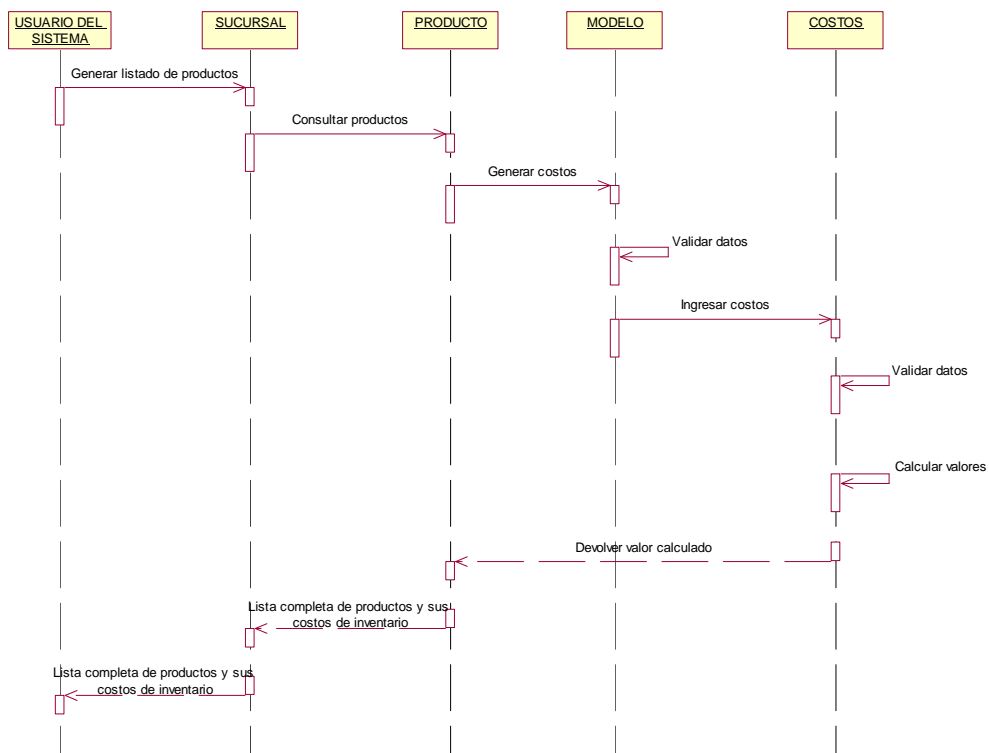 USUARIO DEL
SISTEMA
SUCURSAL
PRODUCTO
MODELO
COSTOS
Generar listado de productos
Consultar productos
Generar costos
Validar datos
Ingresar costos
Validar datos
Calcular valores
Devolver valor calculado
Lista completa de productos y sus
costos de inventario
Lista completa de productos y sus
costos de inventario